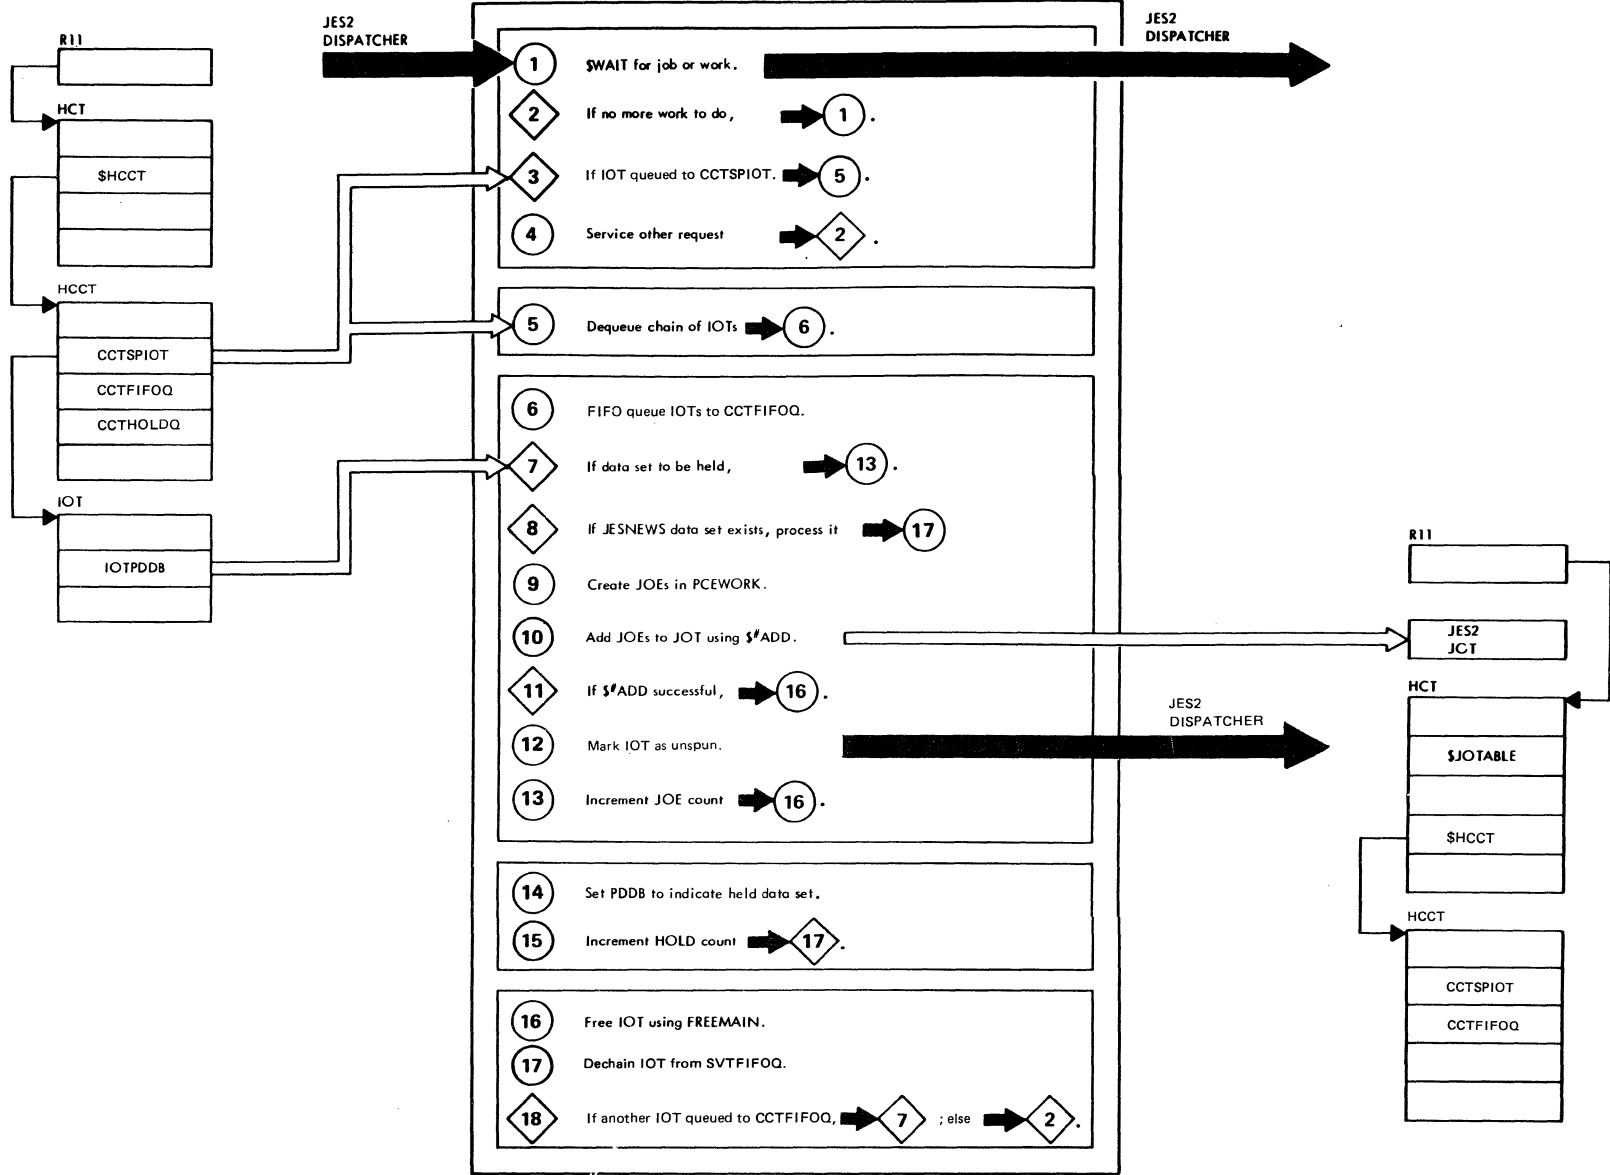 R11
HCT
$HCCT
HCCT
CCTSPIOT
CCTFIFOQ
CCTHOLDQ
IOT
IOTPDDB
JES2
DISPATCHER
JES2
DISPATCHER
1 $WAIT for job or work.
2 If no more work to do, 1 .
3 If IOT queued to CCTSPIOT. 5 .
4 Service other request 2 .
5 Dequeue chain of IOTs 6 .
6 FIFO queue IOTs to CCTFIFOQ.
7 If data set to be held, 13 .
8 If JESNEWS data set exists, process it 17
9 Create JOEs in PCEWORK.
10 Add JOEs to JOT using $#ADD.
11 If $#ADD successful, 16 .
12 Mark IOT as unspun.
JES2
DISPATCHER
13 Increment JOE count 16 .
14 Set PDDB to indicate held data set.
15 Increment HOLD count 17 .
16 Free IOT using FREEMAIN.
17 Dechain IOT from SVTFIFOQ.
18 If another IOT queued to CCTFIFOQ, 7 ; else 2 .
R11
JES2
JOT
HCT
$JOTABLE
$HCCT
HCCT
CCTSPIOT
CCTFIFOQ